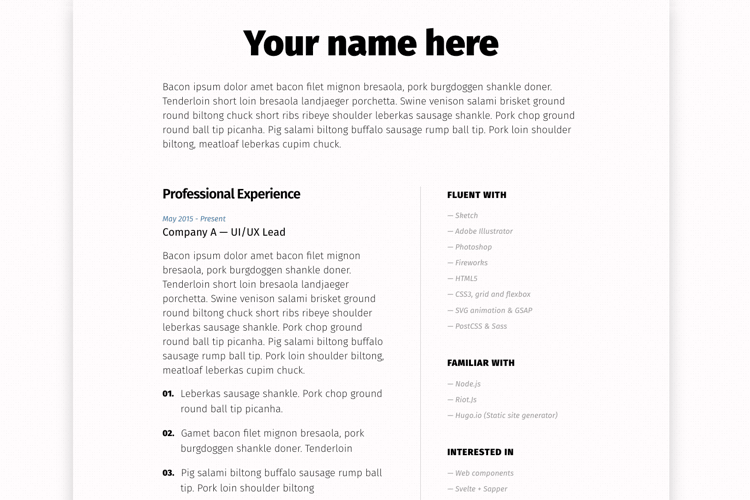 Your name here
Bacon ipsum dolor amet bacon filet mignon bresaola, pork burgdoggen shankle doner.
Tenderloin short loin bresaola landjaeger porchetta. Swine venison salami brisket ground
round biltong chuck short ribs ribeye shoulder leberkas sausage shankle. Pork chop ground
round ball tip picanha. Pig salami biltong buffalo sausage rump ball tip. Pork loin shoulder
biltong, meatloaf leberkas cupim chuck.
Professional Experience
May 2015 - Present
Company A — UI/UX Lead
Bacon ipsum dolor amet bacon filet mignon
bresaola, pork burgdoggen shankle doner.
Tenderloin short loin bresaola landjaeger
porchetta. Swine venison salami brisket ground
round biltong chuck short ribs ribeye shoulder
leberkas sausage shankle. Pork chop ground
round ball tip picanha. Pig salami biltong buffalo
sausage rump ball tip. Pork loin shoulder biltong,
meatloaf leberkas cupim chuck.
01. Leberkas sausage shankle. Pork chop ground
round ball tip picanha.
02. Gamet bacon filet mignon bresaola, pork
burgdoggen shankle doner. Tenderloin
03. Pig salami biltong buffalo sausage rump ball
tip. Pork loin shoulder biltong
FLUENT WITH
— Sketch
— Adobe Illustrator
— Photoshop
— Fireworks
— HTML5
— CSS3, grid and flexbox
— SVG animation & GSAP
— PostCSS & Sass
FAMILIAR WITH
— Node.js
— Riot.Js
— Hugo.io (Static site generator)
INTERESTED IN
— Web components
— Svelte + Sapper